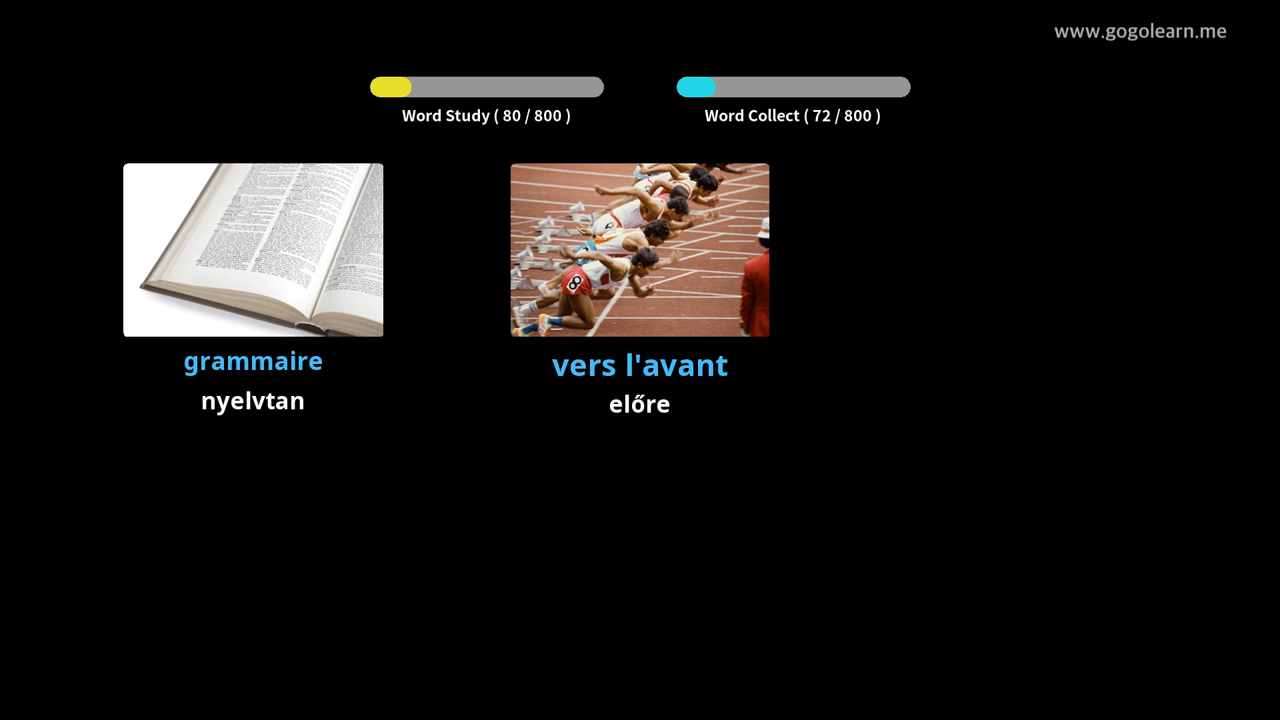 www.gogolearn.me
Word Study ( 80 / 800 )
Word Collect ( 72 / 800 )
grammaire
nyelvtan
vers l'avant
előre